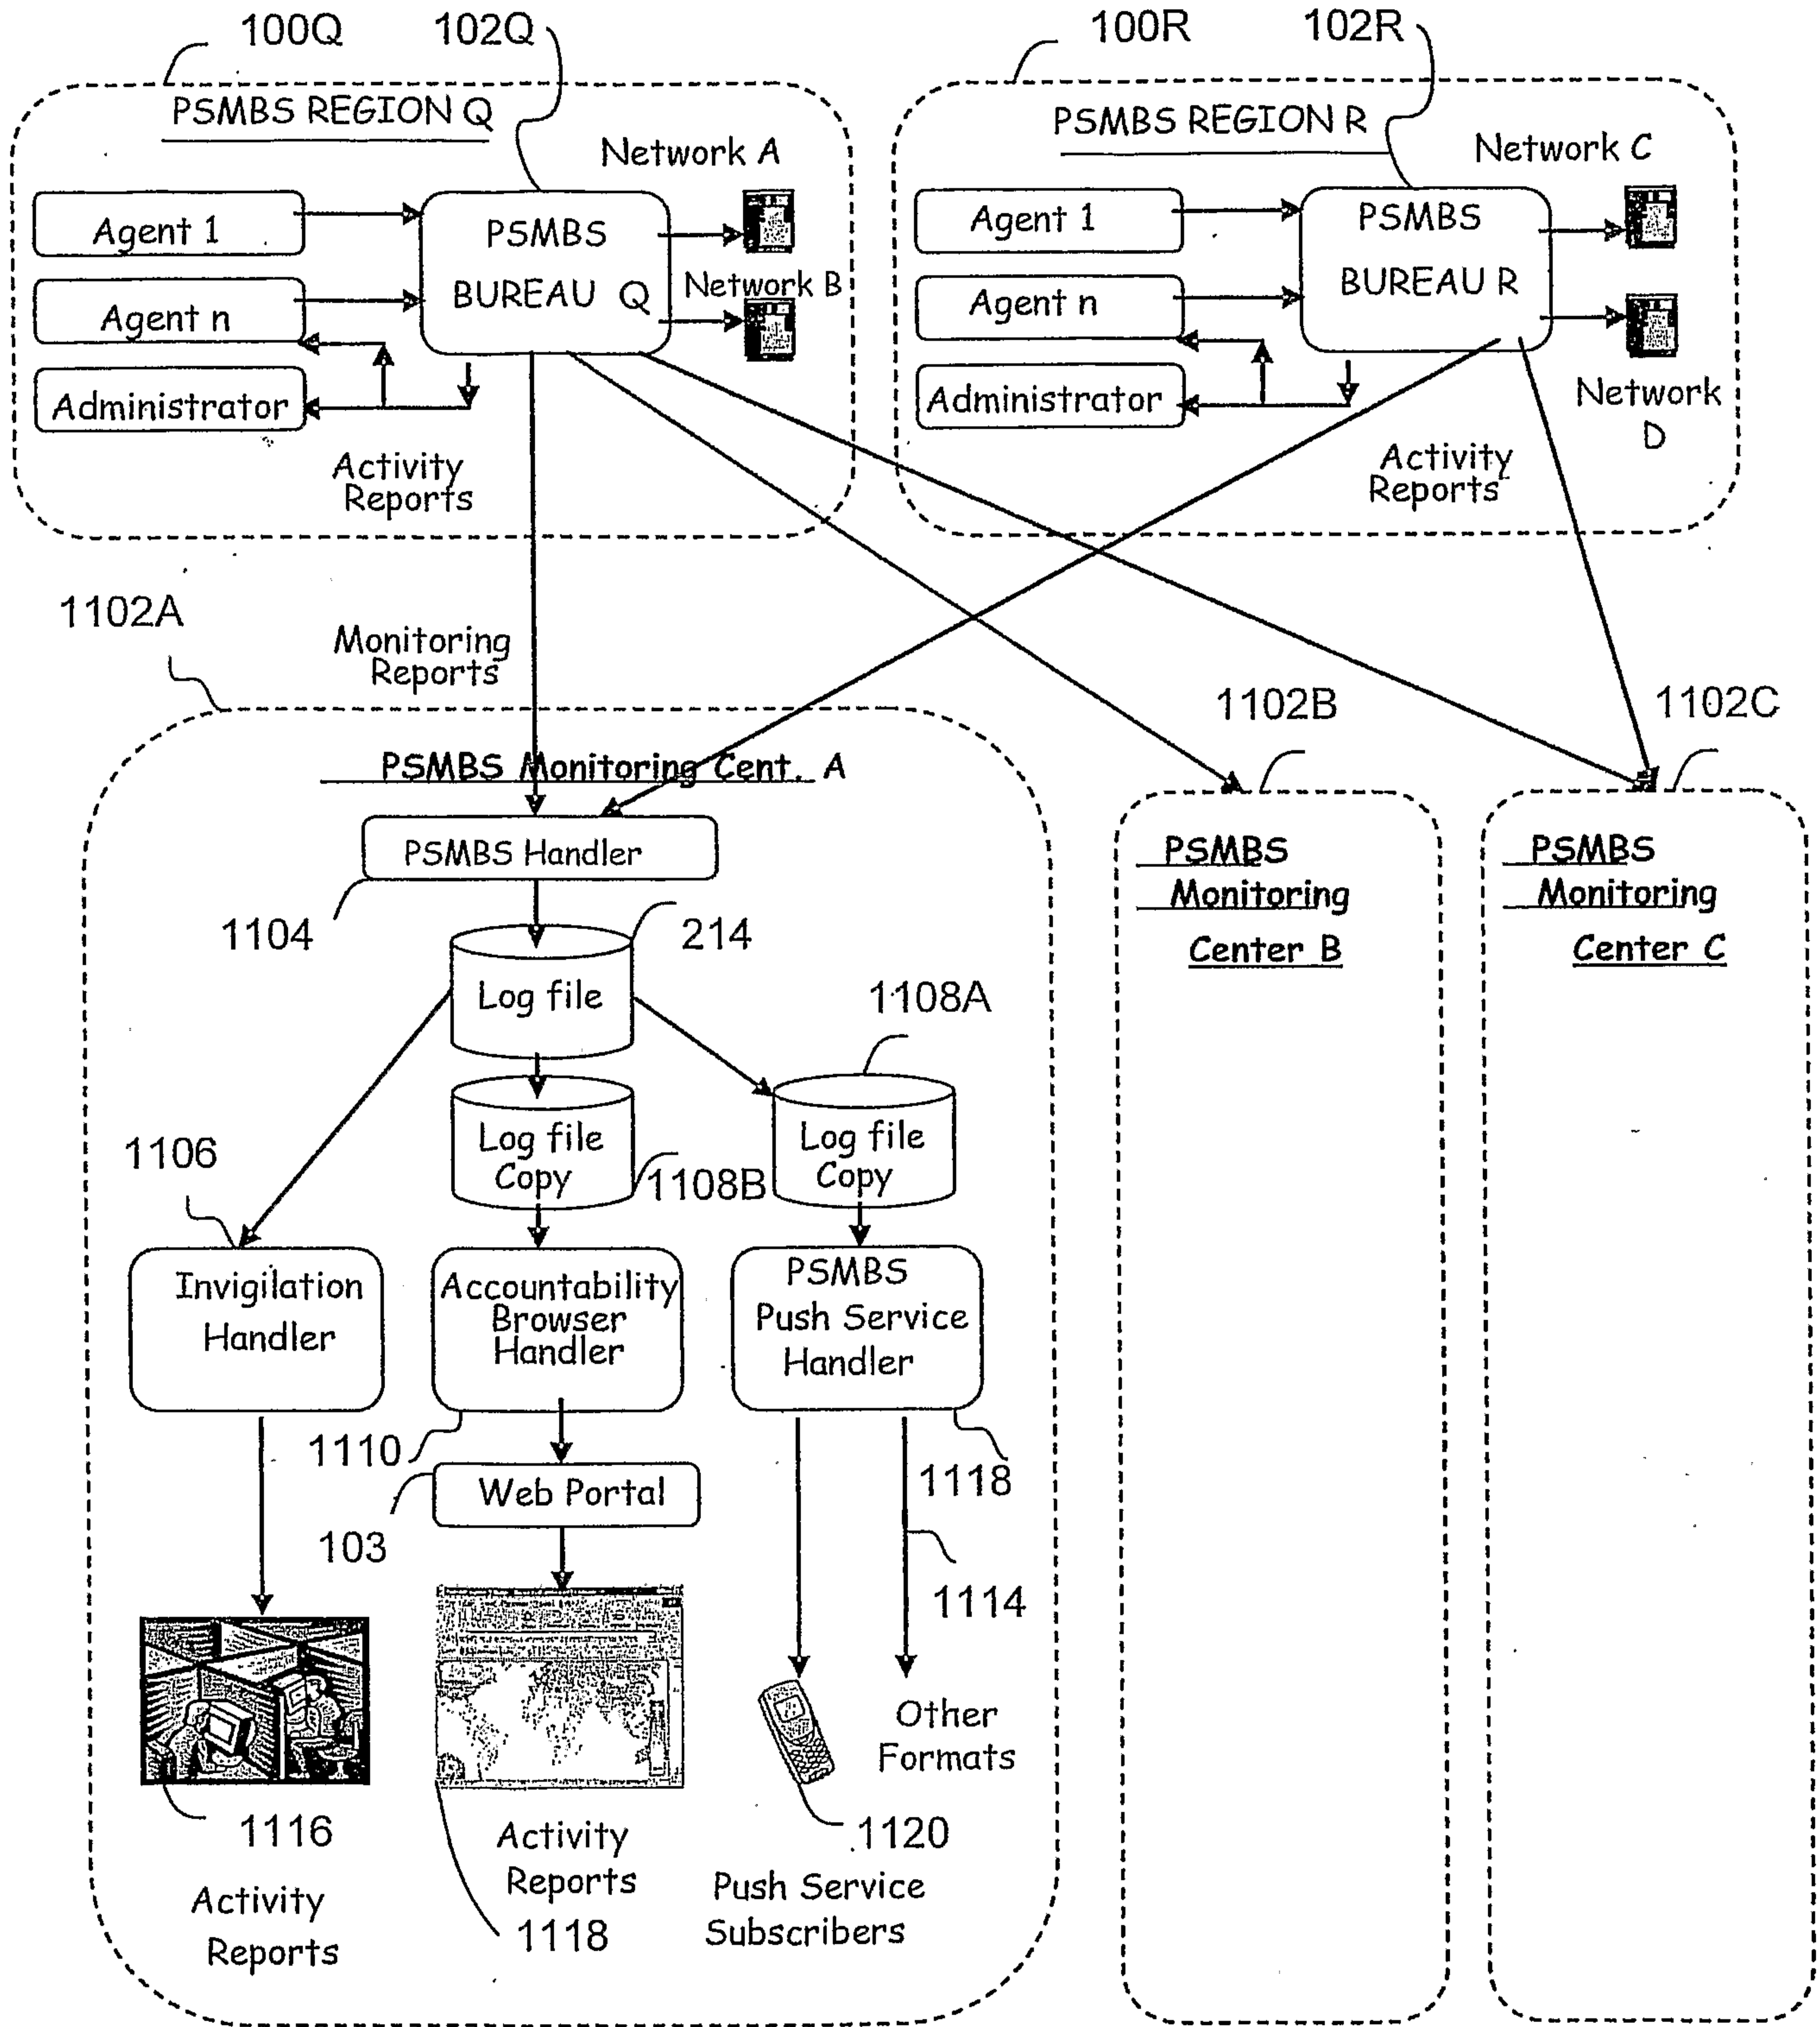 100Q
102Q
100R
102R
PSMBS REGION Q
Network A
Agent 1
PSMBS
BUREAU Q
Agent n
Network B
Administrator
Activity
Reports
PSMBS REGION R
Network C
Agent 1
PSMBS
BUREAU R
Agent n
Administrator
Network
D
Activity
Reports
1102A
Monitoring
Reports
1102B
1102C
PSMBS Monitoring Cent. A
PSMBS Handler
1104
214
Log file
1108A
Log file
Copy
1108B
Log file
Copy
1106
Invigilation
Handler
Accountability
Browser
Handler
PSMBS
Push Service
Handler
1110
1118
Web Portal
103
1114
Other
Formats
1116
Activity
Reports
Activity
Reports
1118
1120
Push Service
Subscribers
PSMBS
Monitoring
Center B
PSMBS
Monitoring
Center C